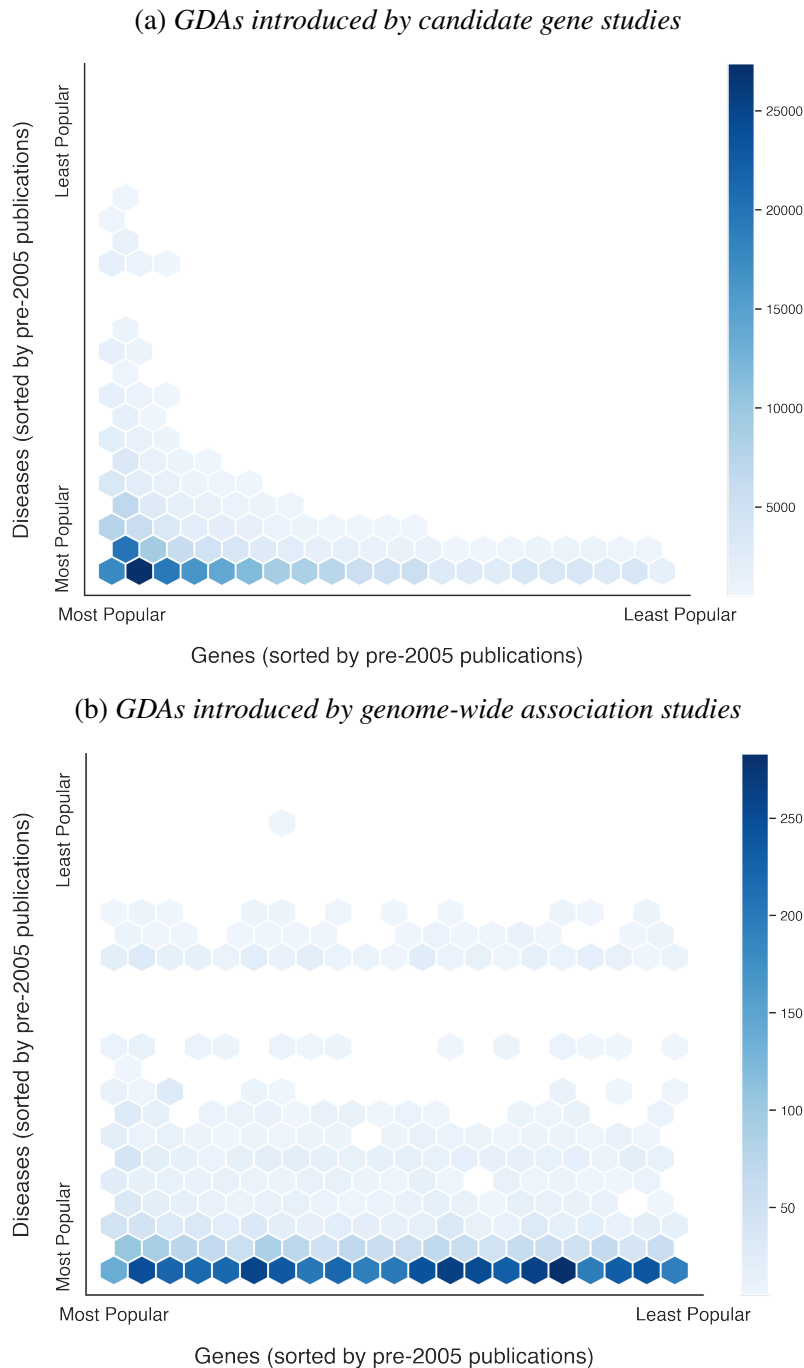 (a) GDAs introduced by candidate gene studies
Least Popular
Diseases (sorted by pre-2005 publications)
Most Popular
25000
20000
15000
10000
5000
Most Popular
Least Popular
Genes (sorted by pre-2005 publications)
(b) GDAs introduced by genome-wide association studies
Least Popular
Diseases (sorted by pre-2005 publications)
Most Popular
250
200
150
100
50
Most Popular
Least Popular
Genes (sorted by pre-2005 publications)